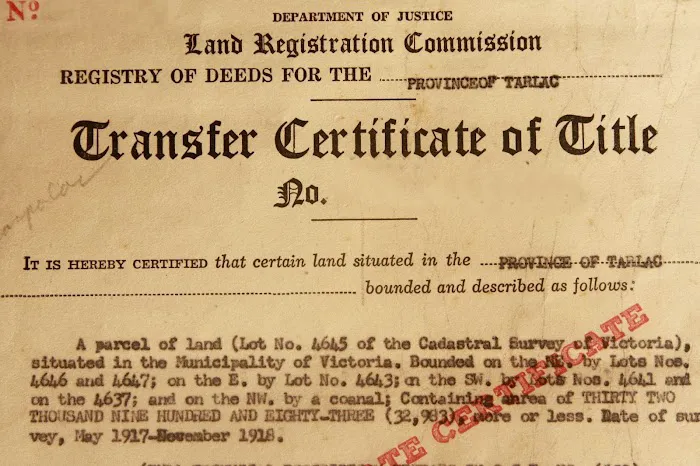 Nº
DEPARTMENT OF JUSTICE
Land Registration Commission
REGISTRY OF DEEDS FOR THE PROVINCEOF TARLAC
Transfer Certificate of Title
No.
IT IS HEREBY CERTIFIED that certain land situated in the PROVINCE OF TARLAC
bounded and described as follows:
A parcel of land (Lot No. 4645 of the Cadastral Survey of Victoria),
situated in the Municipality of Victoria. Bounded on the NE. by Lots Nos.
4646 and 4647; on the E. by Lot No. 4643; on the SW. by Lots Nos. 4641 and
on the 4637; and on the NW. by a coanal; Containing anrea of THIRTY TWO
THOUSAND NINE HUNDRED AND EIGHTY-THREE (32,983), more or less. Date of sur
vey, May 1917-November 1918.
CERTIFICATE